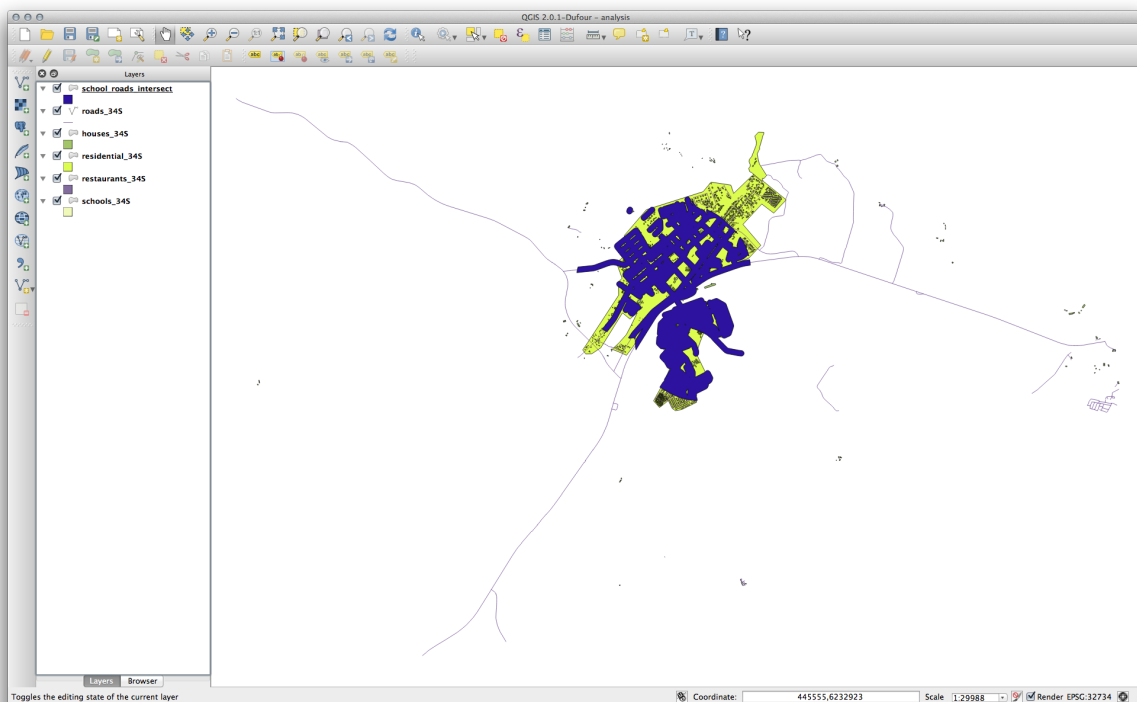 QGIS 2.0.1-Dufour - analysis
Layers
school_roads_intersect
roads_34S
houses_34S
residential_34S
restaurants_34S
schools_34S
Layers Browser
Toggles the editing state of the current layer
Coordinate: 445555,6232923 Scale 1:29988 Render EPSG:32734